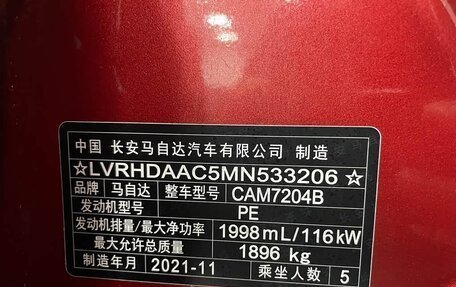 中国 长安马自达汽车有限公司 制造
☆LVRHDAAC5MN533206☆
品牌 马自达 整车型号 CAM7204B
发动机型号 PE
发动机排量/最大净功率 1998mL/116kW
最大允许总质量 1896 kg
制造年月 2021-11 乘坐人数 5